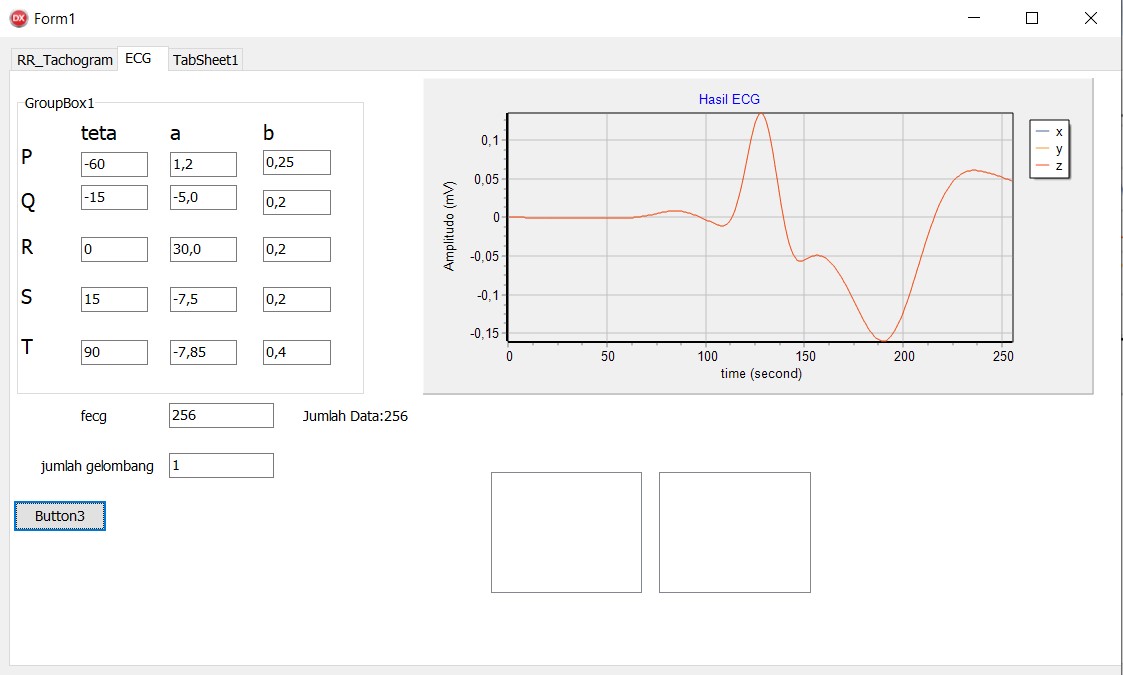 DX Form1
RR_Tachogram ECG TabSheet1
GroupBox1
teta a b
P -60 1,2 0,25
Q -15 -5,0 0,2
R 0 30,0 0,2
S 15 -7,5 0,2
T 90 -7,85 0,4
fecg 256 Jumlah Data:256
jumlah gelombang 1
Button3
Hasil ECG
Amplitudo (mV)
0,1
0,05
0
-0,05
-0,1
-0,15
0 50 100 150 200 250
time (second)
x
y
z